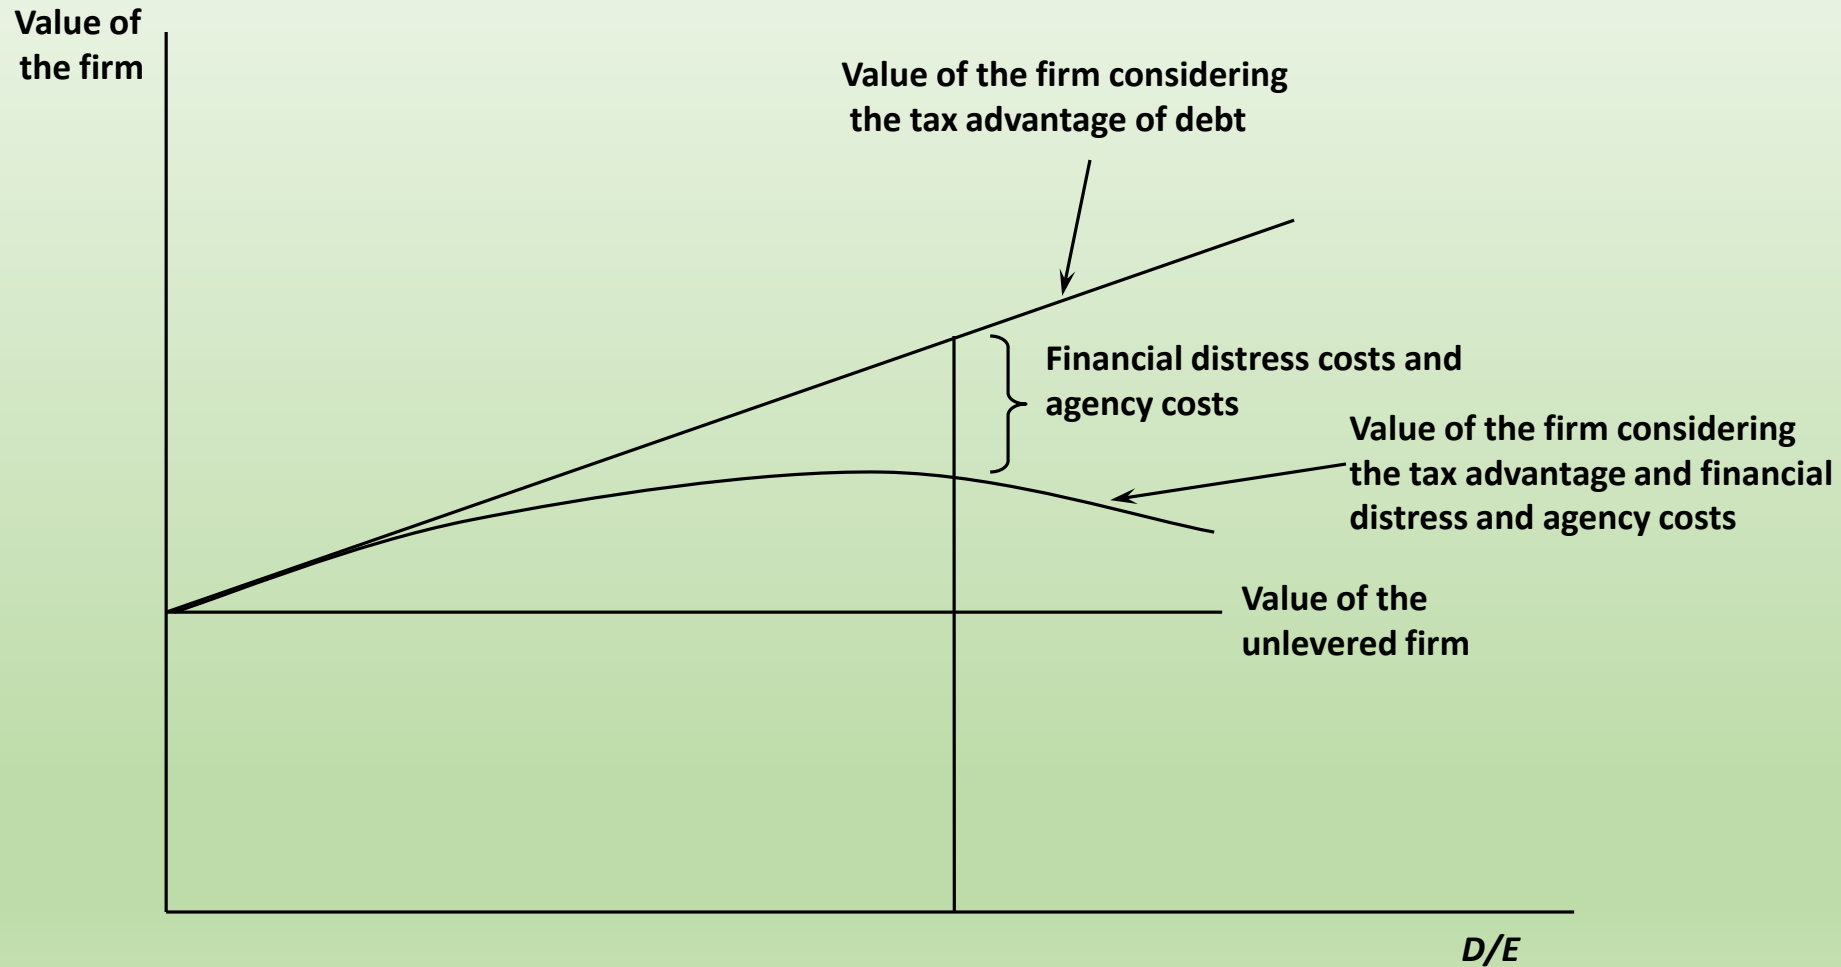 Value of
the firm
Value of the firm considering
the tax advantage of debt
Financial distress costs and
agency costs
Value of the firm considering
the tax advantage and financial
distress and agency costs
Value of the
unlevered firm
D/E